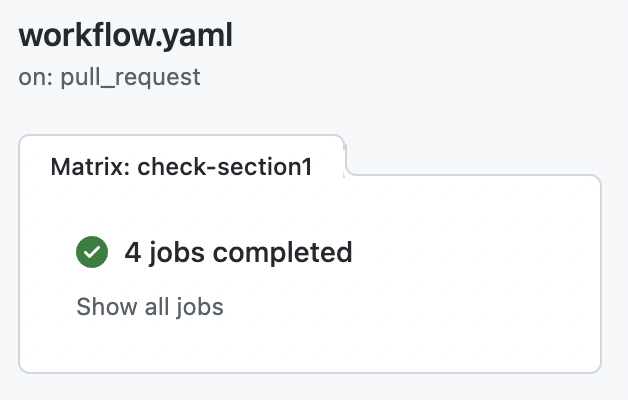 workflow.yaml
on: pull_request
Matrix: check-section1
4 jobs completed
Show all jobs